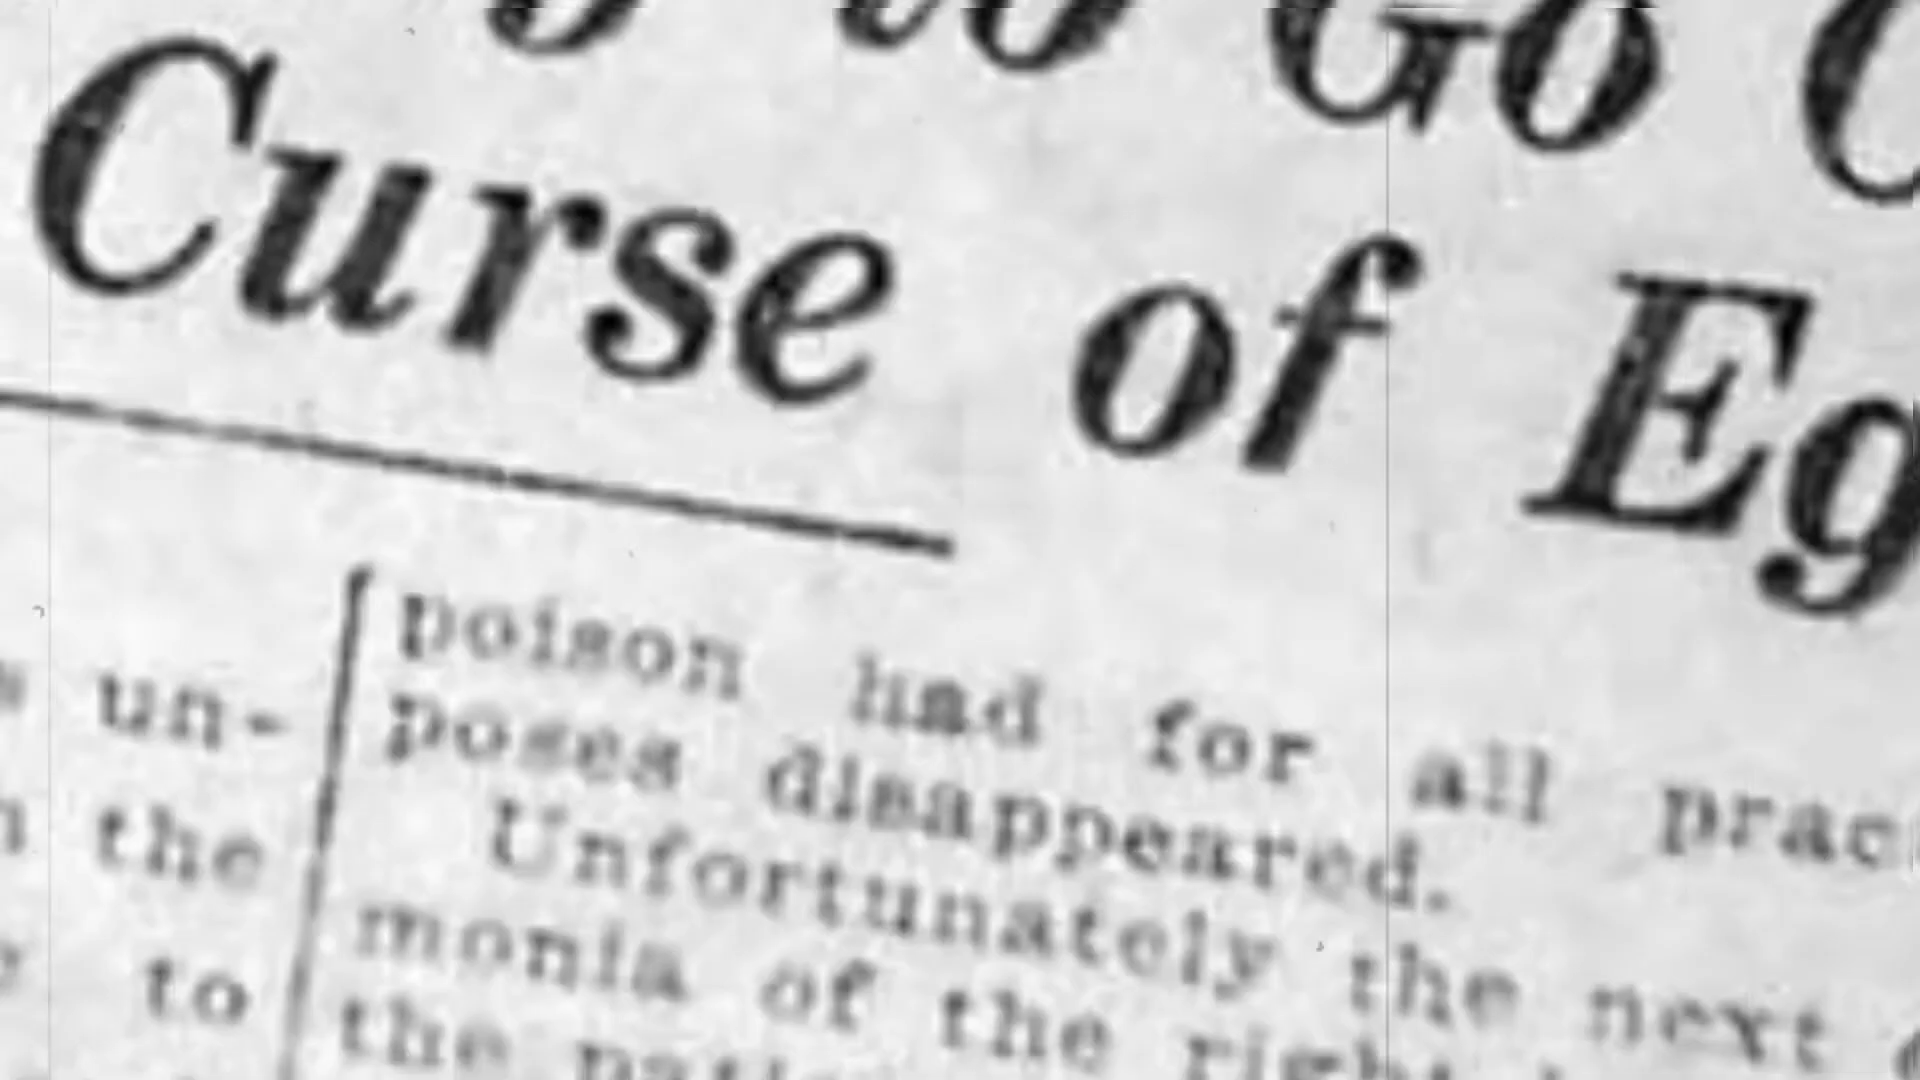 to Go
Curse of Eg
un-
the
to
poison had for all prac
poses disappeared.
Unfortunately the next
monia of the right
the pati